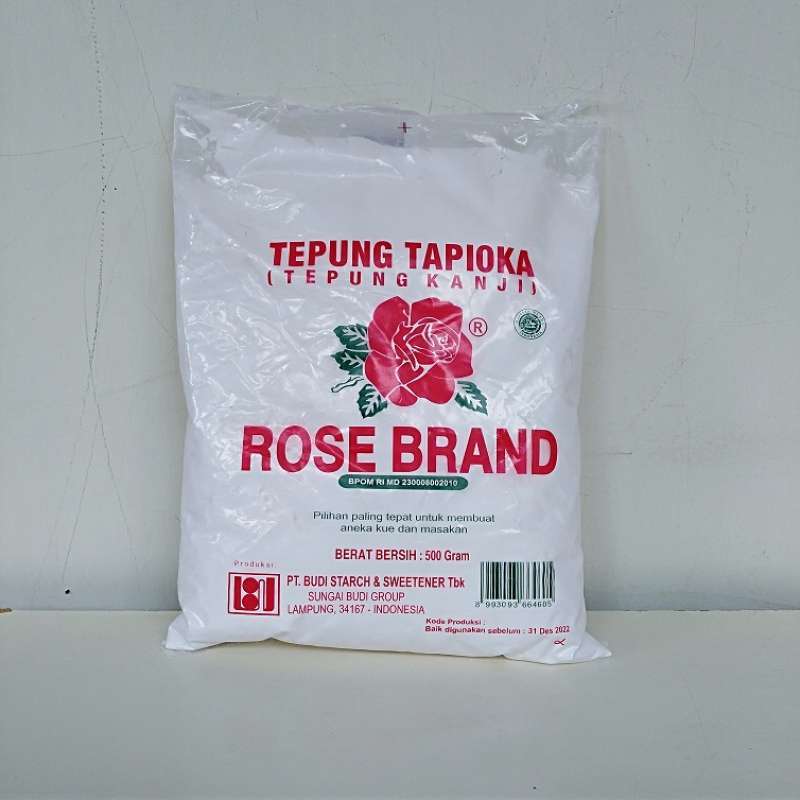 TEPUNG TAPIOKA
(TEPUNG KANJI)
®
ROSE BRAND
BPOM RI MD 230008002010
Pilihan paling tepat untuk membuat
aneka kue dan masakan
BERAT BERSIH : 500 Gram
Produksi:
PT. BUDI STARCH & SWEETENER Tbk
SUNGAI BUDI GROUP
LAMPUNG, 34167 - INDONESIA
8 993093 664605
Kode Produksi :
Baik digunakan sebelum : 31 Des 2022